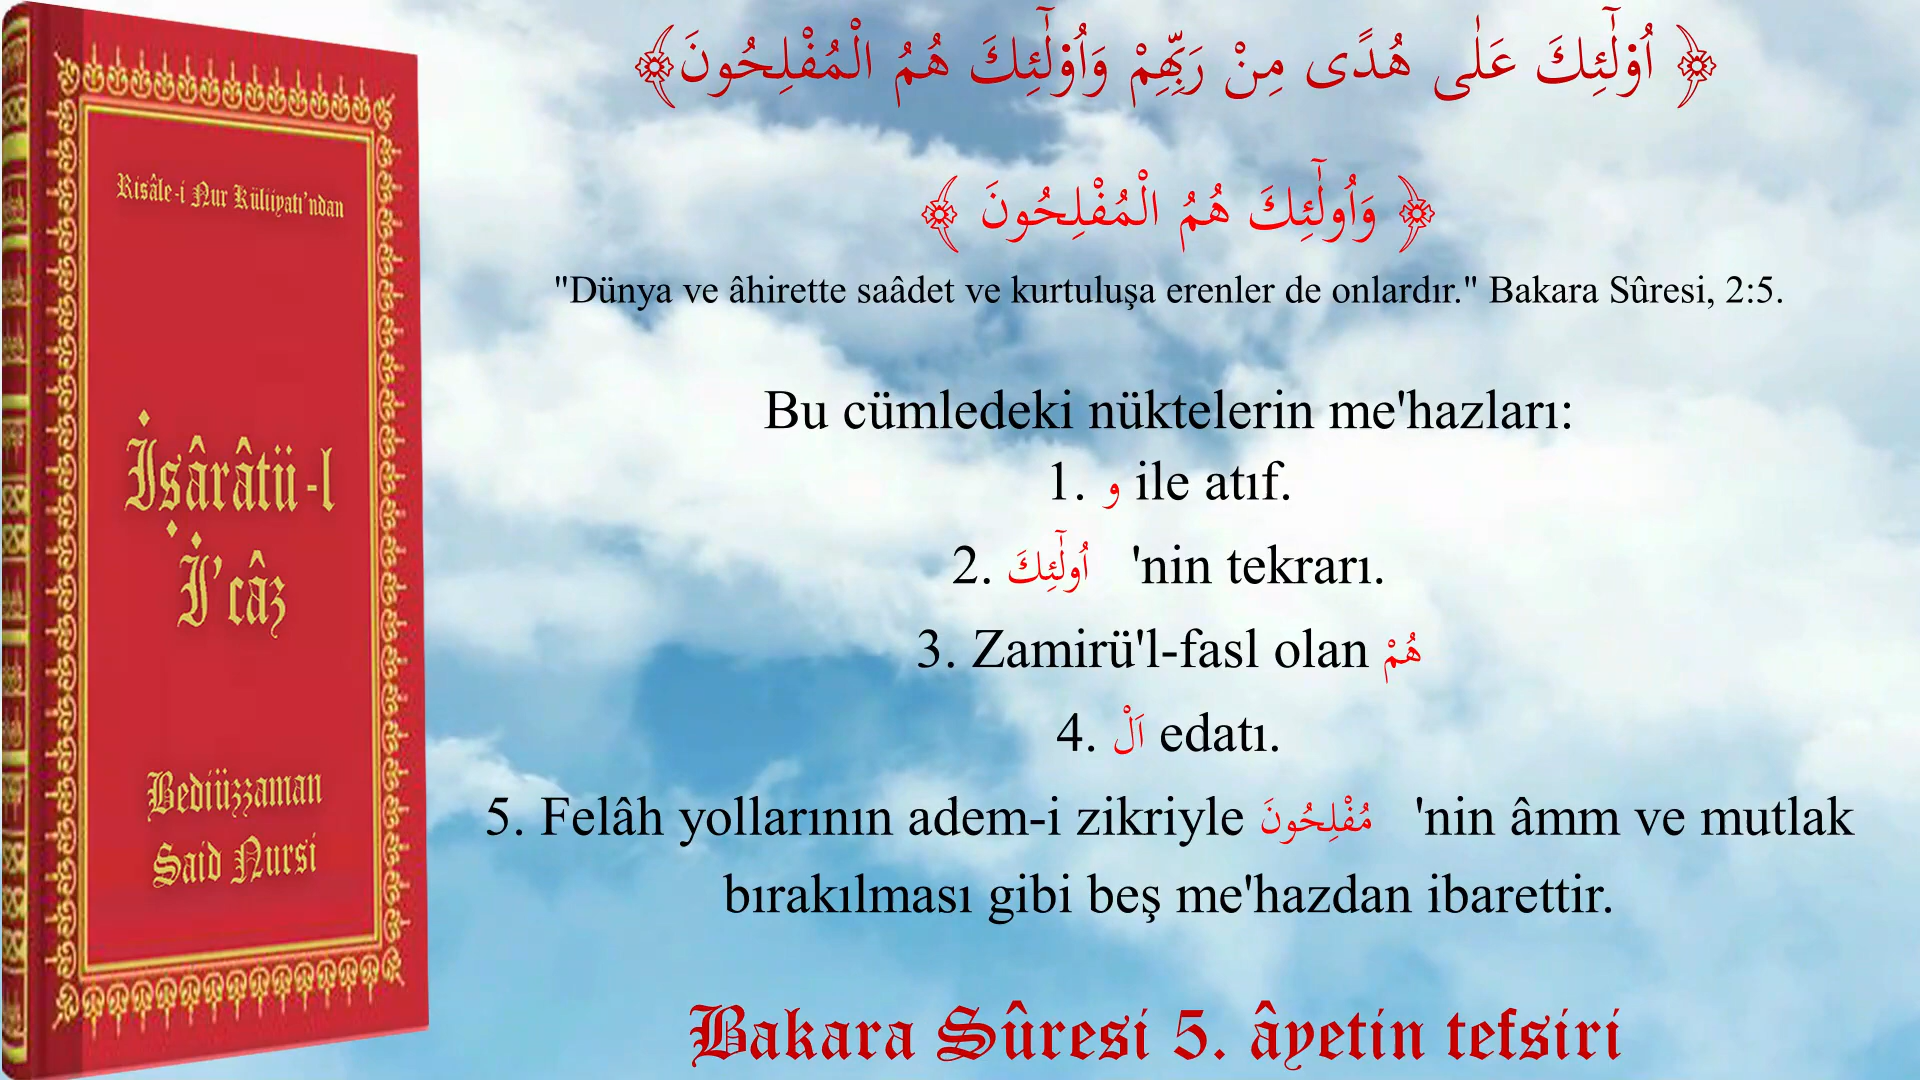 Risâle-i Nur Külliyatı'ndan
İşârâtü-l
İ'câz
Bediüzzaman
Said Nursi
﴿ اُو۬لٰٓئِكَ عَلٰى هُدًى مِنْ رَبِّهِمْ وَاُو۬لٰٓئِكَ هُمُ الْمُفْلِحُونَ﴾
﴿ وَاُولٰٓئِكَ هُمُ الْمُفْلِحُونَ ﴾
"Dünya ve âhirette saâdet ve kurtuluşa erenler de onlardır." Bakara Sûresi, 2:5.
Bu cümledeki nüktelerin me'hazları:
1. و ile atıf.
2. اُولٰٓئِكَ 'nin tekrarı.
3. Zamirü'l-fasl olan هُمْ
4. اَلْ edatı.
5. Felâh yollarının adem-i zikriyle مُفْلِحُونَ 'nin âmm ve mutlak
bırakılması gibi beş me'hazdan ibarettir.
Bakara Sûresi 5. âyetin tefsiri